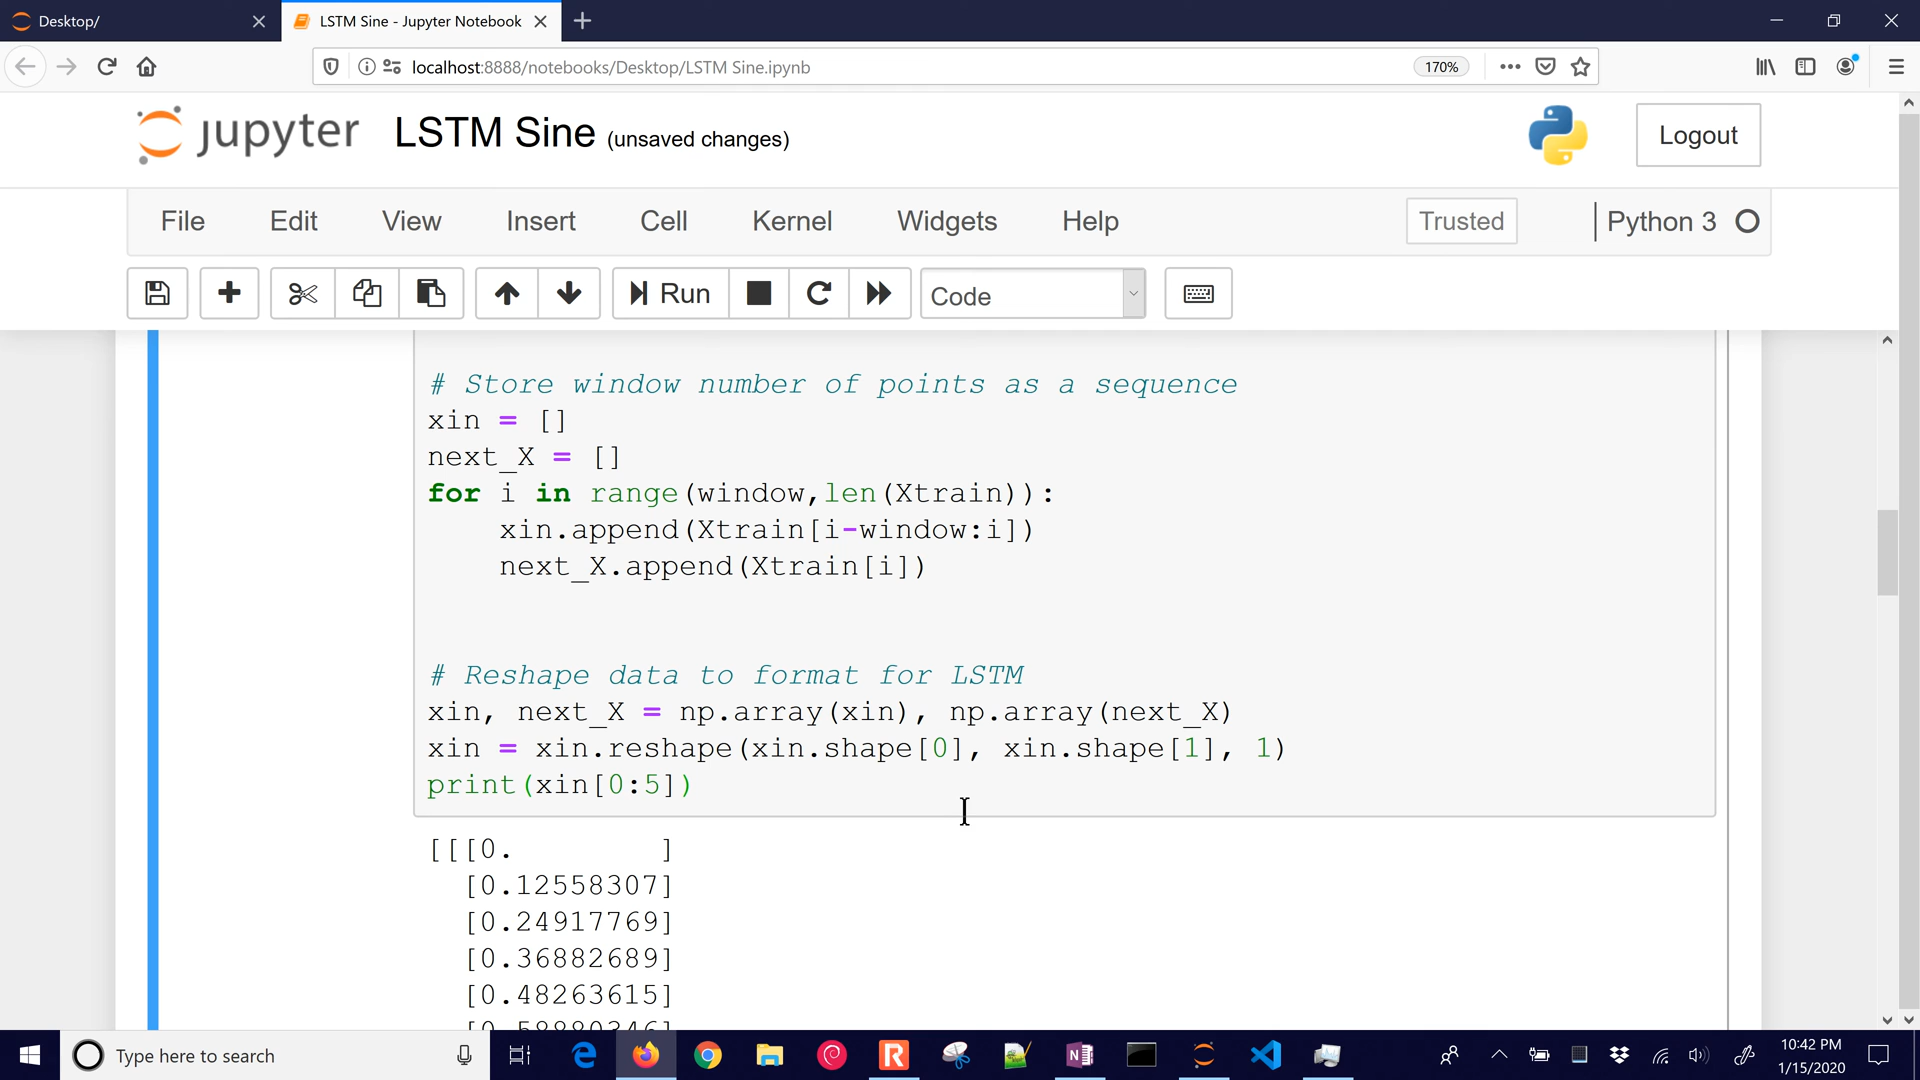 Desktop/
LSTM Sine - Jupyter Notebook
localhost:8888/notebooks/Desktop/LSTM Sine.ipynb
170%
jupyter
LSTM Sine (unsaved changes)
Logout
File Edit View Insert Cell Kernel Widgets Help
Trusted
Python 3
Run
Code
# Store window number of points as a sequence
xin = []
next_X = []
for i in range(window,len(Xtrain)):
    xin.append(Xtrain[i-window:i])
    next_X.append(Xtrain[i])
# Reshape data to format for LSTM
xin, next_X = np.array(xin), np.array(next_X)
xin = xin.reshape(xin.shape[0], xin.shape[1], 1)
print(xin[0:5])
[[[0.        ]
  [0.12558307]
  [0.24917769]
  [0.36882689]
  [0.48263615]
  [0.58880346]
Type here to search
10:42 PM
1/15/2020